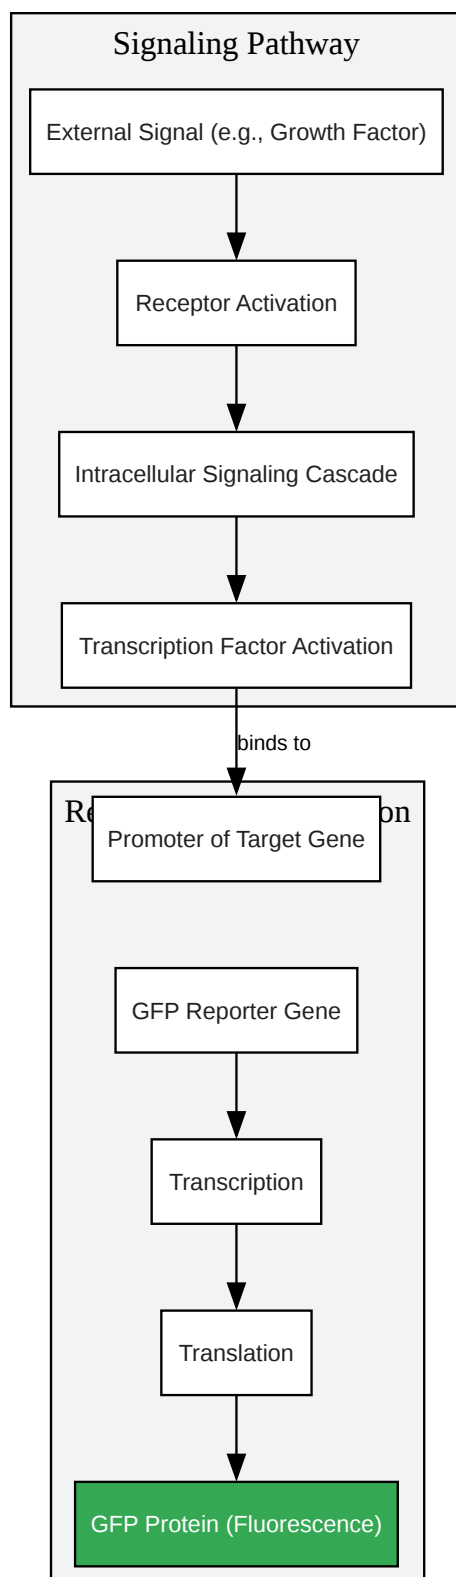 Signaling Pathway
External Signal (e.g., Growth Factor)
Receptor Activation
Intracellular Signaling Cascade
Transcription Factor Activation
binds to
Promoter of Target Gene
GFP Reporter Gene
Transcription
Translation
GFP Protein (Fluorescence)